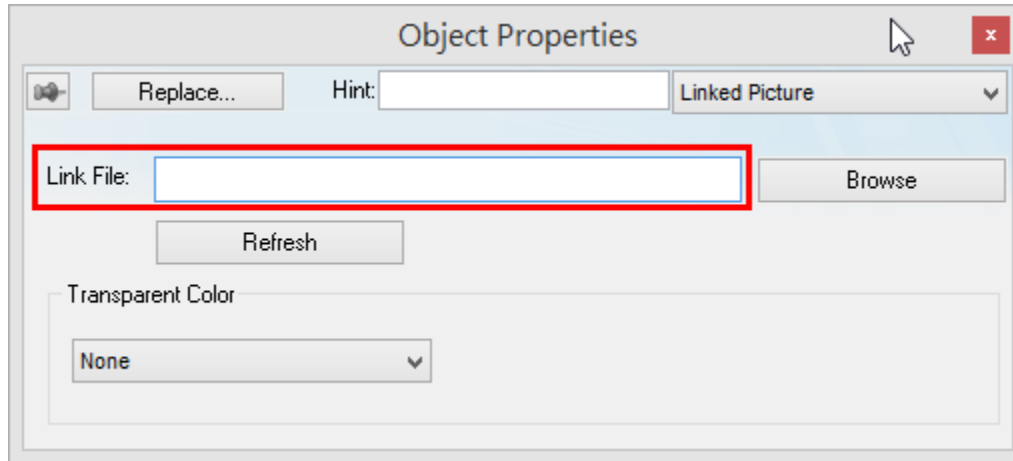 Object Properties
x
Replace... Hint: Linked Picture
Link File: Browse
Refresh
Transparent Color
None